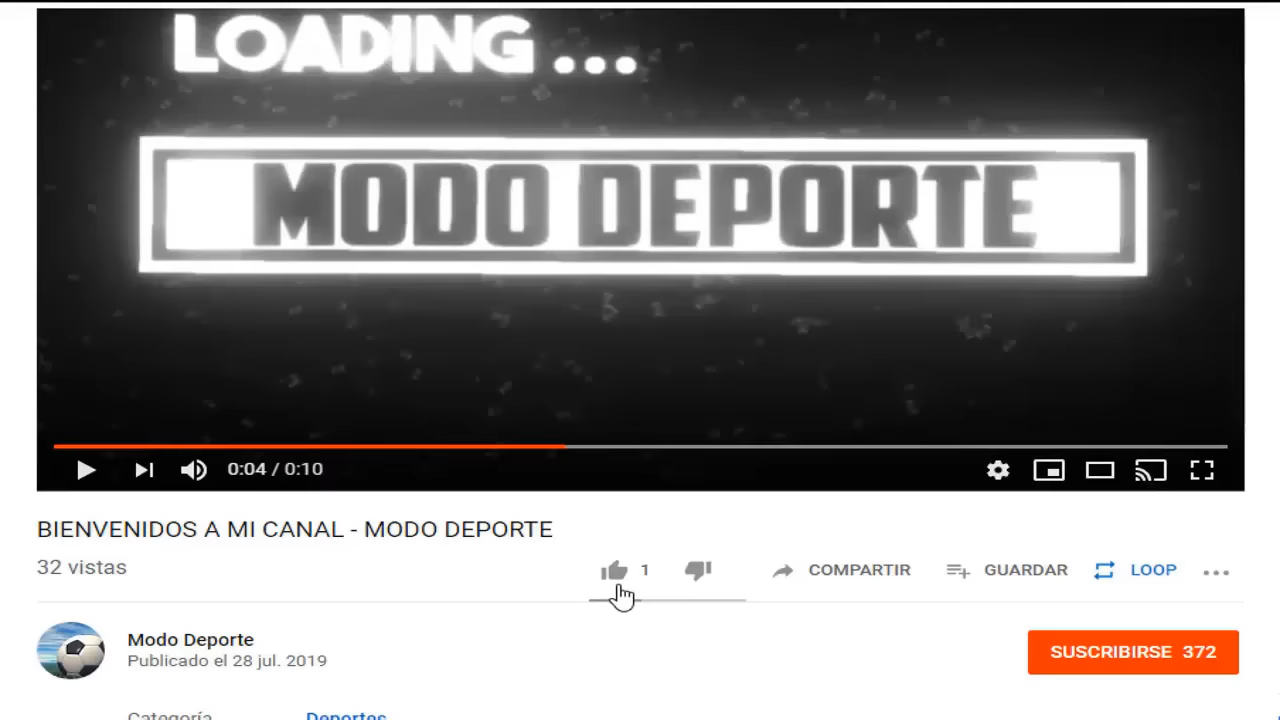 LOADING ...
MODO DEPORTE
0:04 / 0:10
BIENVENIDOS A MI CANAL - MODO DEPORTE
32 vistas
1
COMPARTIR
GUARDAR
LOOP
Modo Deporte
Publicado el 28 jul. 2019
SUSCRIBIRSE 372
Categoría
Deportes